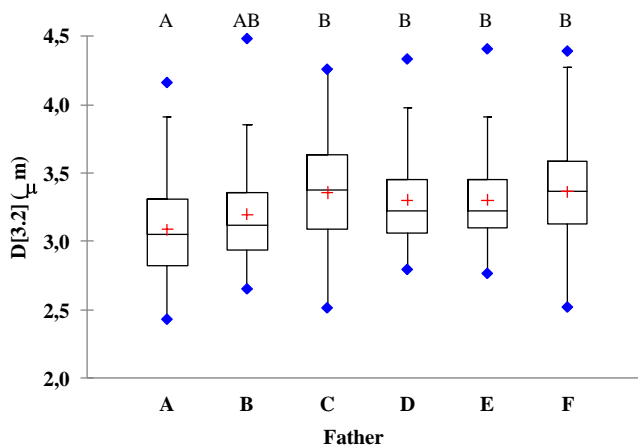 A AB B B B B
4,5
4,0
3,5
3,0
2,5
2,0
D[3.2] (μm)
A B C D E F
Father